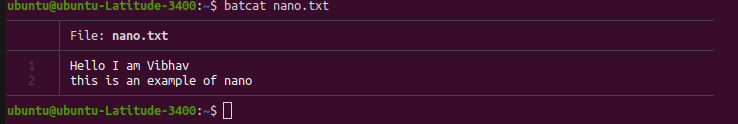 ubuntu@ubuntu-Latitude-3400:~$ batcat nano.txt
File: nano.txt
1 Hello I am Vibhav
2 this is an example of nano
ubuntu@ubuntu-Latitude-3400:~$